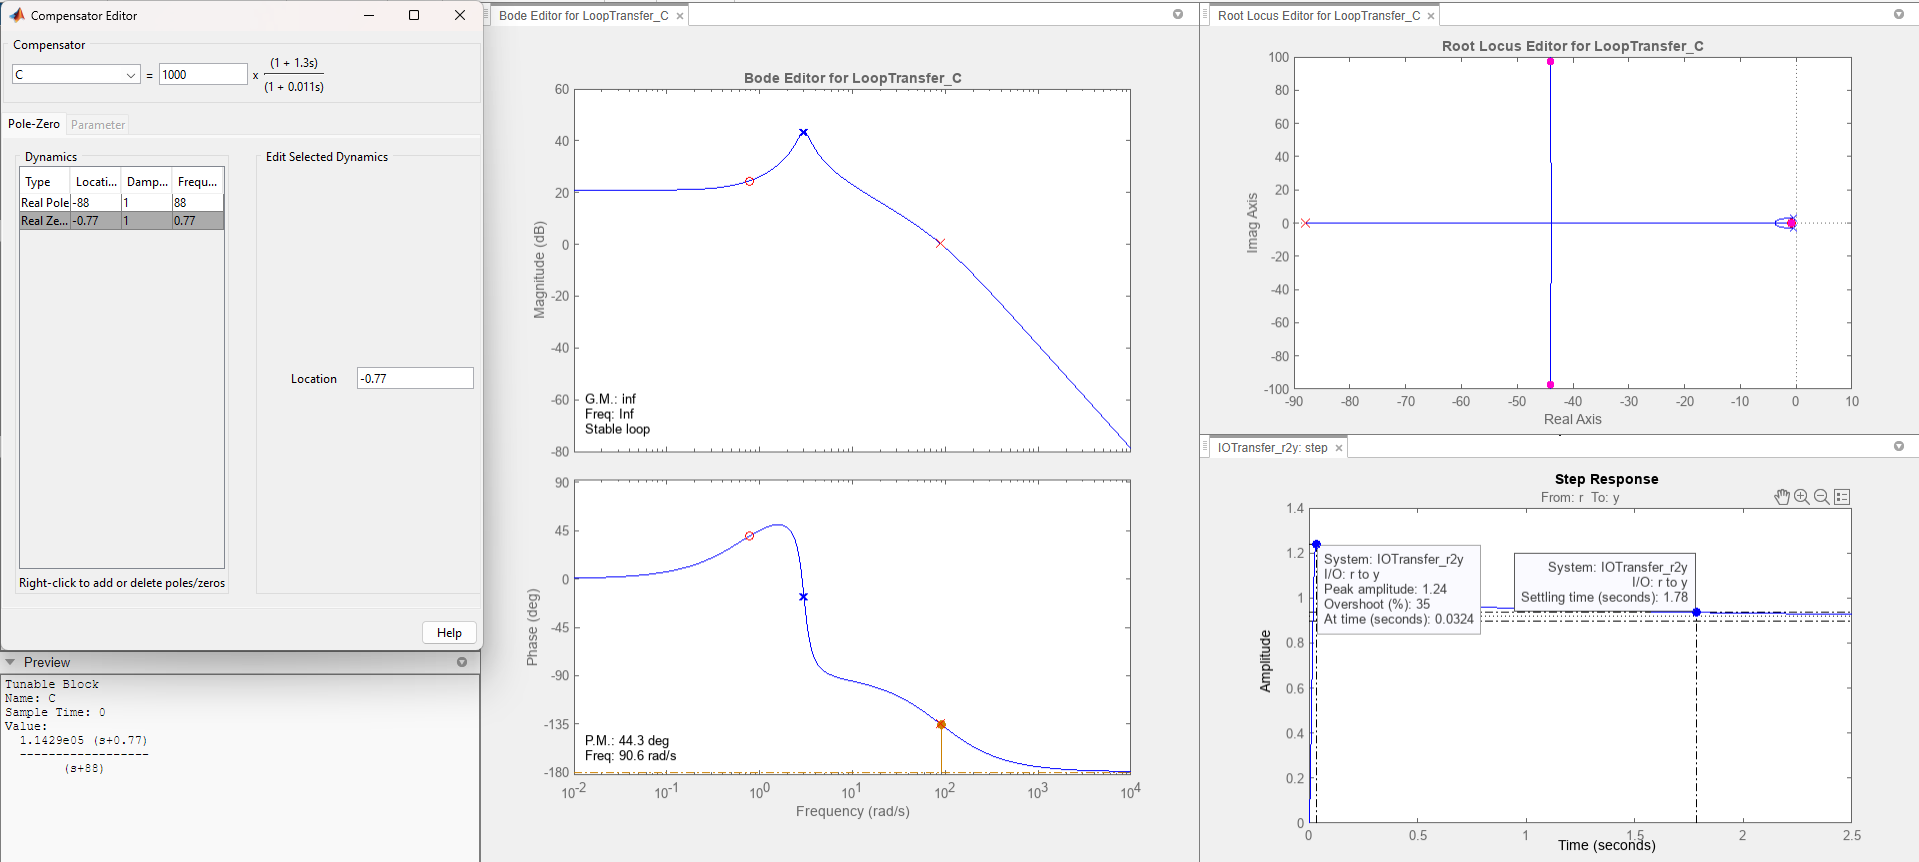 Compensator Editor
Compensator
C = 1000 x (1 + 1.3s)
(1 + 0.011s)
Pole-Zero Parameter
Dynamics
Type Locati... Damp... Frequ...
Real Pole -88 1 88
Real Ze... -0.77 1 0.77
Right-click to add or delete poles/zeros
Edit Selected Dynamics
Location -0.77
Help
Preview
Tunable Block
Name: C
Sample Time: 0
Value:
1.1429e05 (s+0.77)
------------------
(s+88)
Bode Editor for LoopTransfer_C
Bode Editor for LoopTransfer_C
60
40
20
0
-20
-40
-60
-80
Magnitude (dB)
G.M.: inf
Freq: Inf
Stable loop
90
45
0
-45
-90
-135
-180
Phase (deg)
P.M.: 44.3 deg
Freq: 90.6 rad/s
10-2 10-1 100 101 102 103 104
Frequency (rad/s)
Root Locus Editor for LoopTransfer_C
Root Locus Editor for LoopTransfer_C
100
80
60
40
20
0
-20
-40
-60
-80
-100
Imag Axis
-90 -80 -70 -60 -50 -40 -30 -20 -10 0 10
Real Axis
IOTransfer_r2y: step
Step Response
From: r To: y
1.4
1.2
1
0.8
0.6
0.4
0.2
0
Amplitude
System: IOTransfer_r2y
I/O: r to y
Peak amplitude: 1.24
Overshoot (%): 35
At time (seconds): 0.0324
System: IOTransfer_r2y
I/O: r to y
Settling time (seconds): 1.78
0 0.5 1 1.5 2 2.5
Time (seconds)